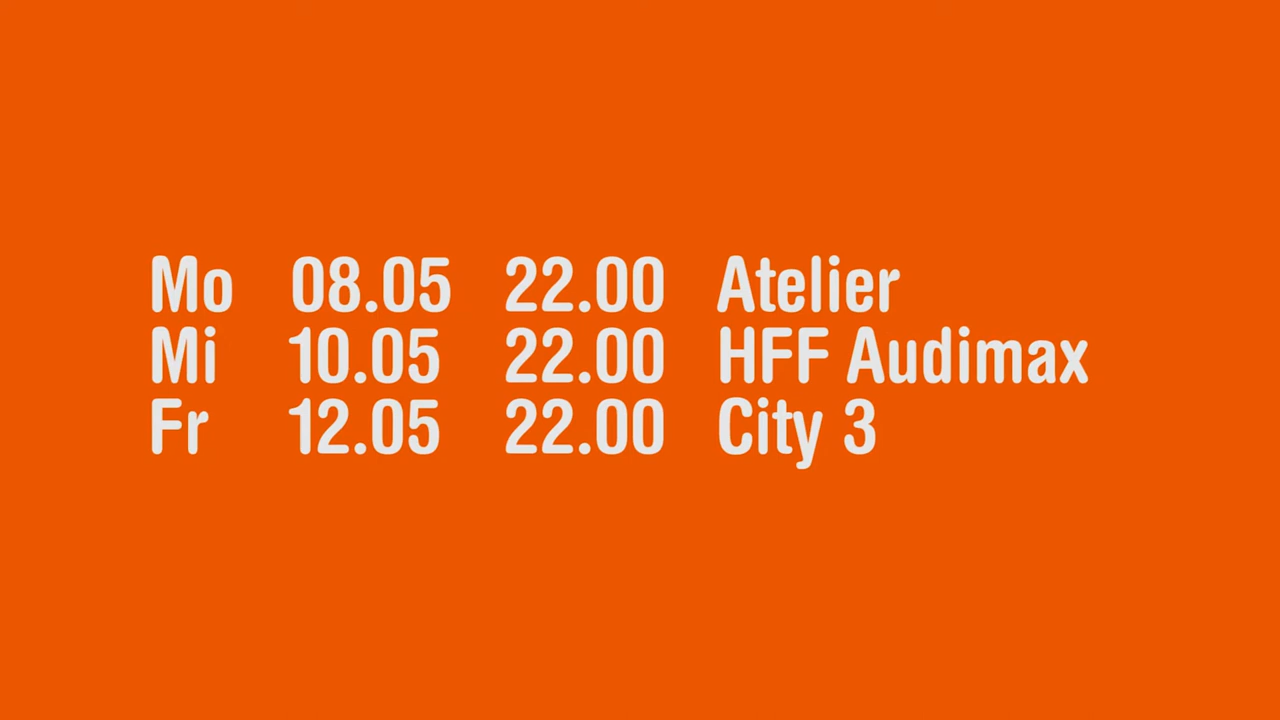 Mo 08.05 22.00 Atelier
Mi 10.05 22.00 HFF Audimax
Fr 12.05 22.00 City 3